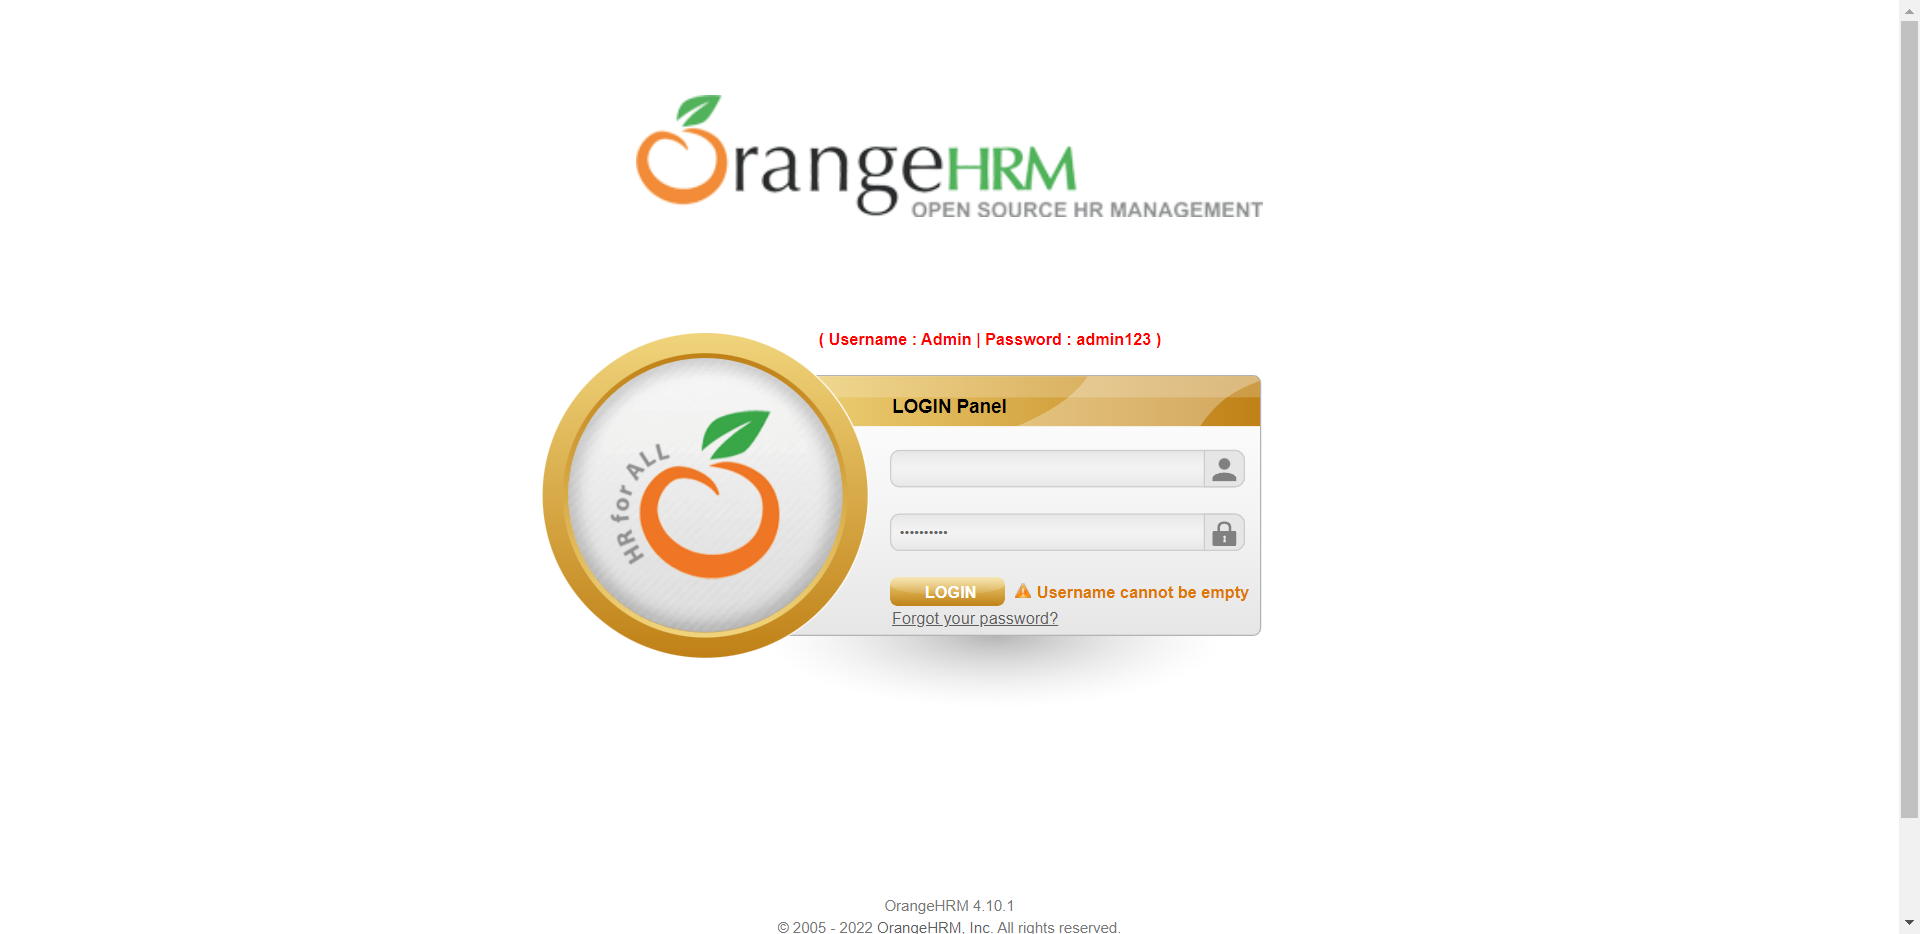 OrangeHRM
OPEN SOURCE HR MANAGEMENT
( Username : Admin | Password : admin123 )
HR for ALL
LOGIN Panel
••••••••••
LOGIN
Username cannot be empty
Forgot your password?
OrangeHRM 4.10.1
© 2005 - 2022 OrangeHRM, Inc. All rights reserved.